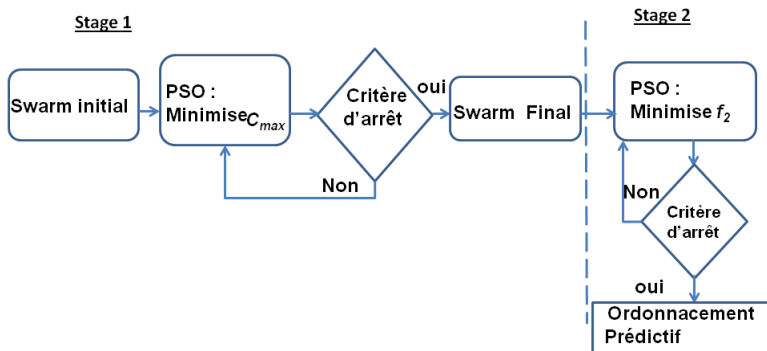 Stage 1
Stage 2
Swarm initial
PSO :
Minimise Cmax
Critère
d'arrêt
oui
Non
Swarm Final
PSO :
Minimise f2
Non
Critère
d'arrêt
oui
Ordonnacement
Prédictif